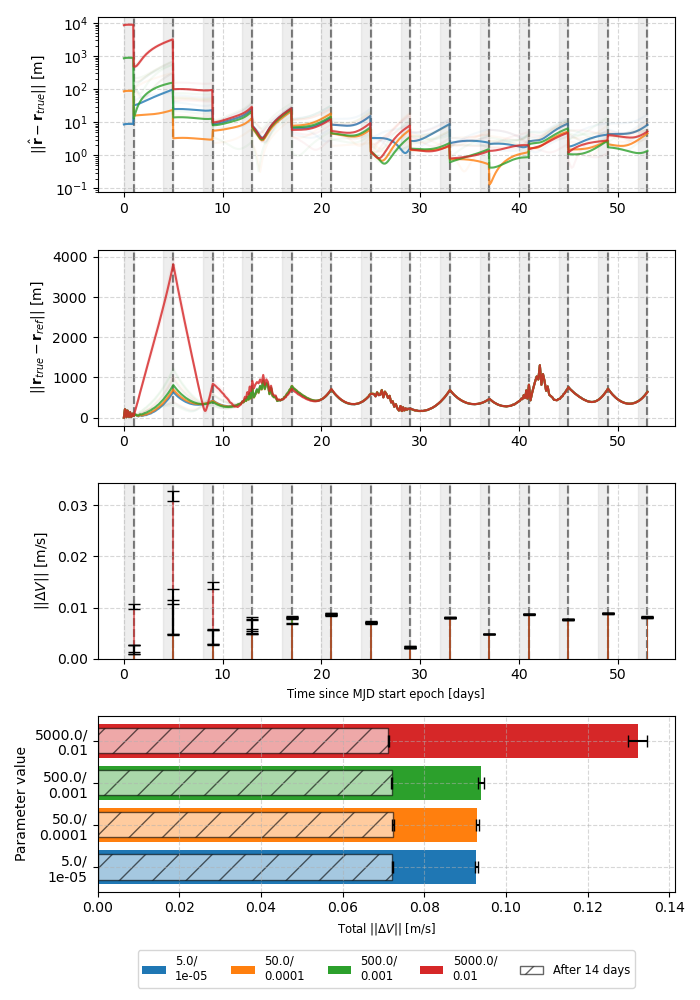 ||r̂ − r_true|| [m]
10⁴
10³
10²
10¹
10⁰
10⁻¹
0 10 20 30 40 50
||r_true − r_ref|| [m]
4000
3000
2000
1000
0
0 10 20 30 40 50
||ΔV|| [m/s]
0.03
0.02
0.01
0.00
0 10 20 30 40 50
Time since MJD start epoch [days]
Parameter value
5000.0/
0.01
500.0/
0.001
50.0/
0.0001
5.0/
1e-05
0.00 0.02 0.04 0.06 0.08 0.10 0.12 0.14
Total ||ΔV|| [m/s]
5.0/
1e-05
50.0/
0.0001
500.0/
0.001
5000.0/
0.01
After 14 days